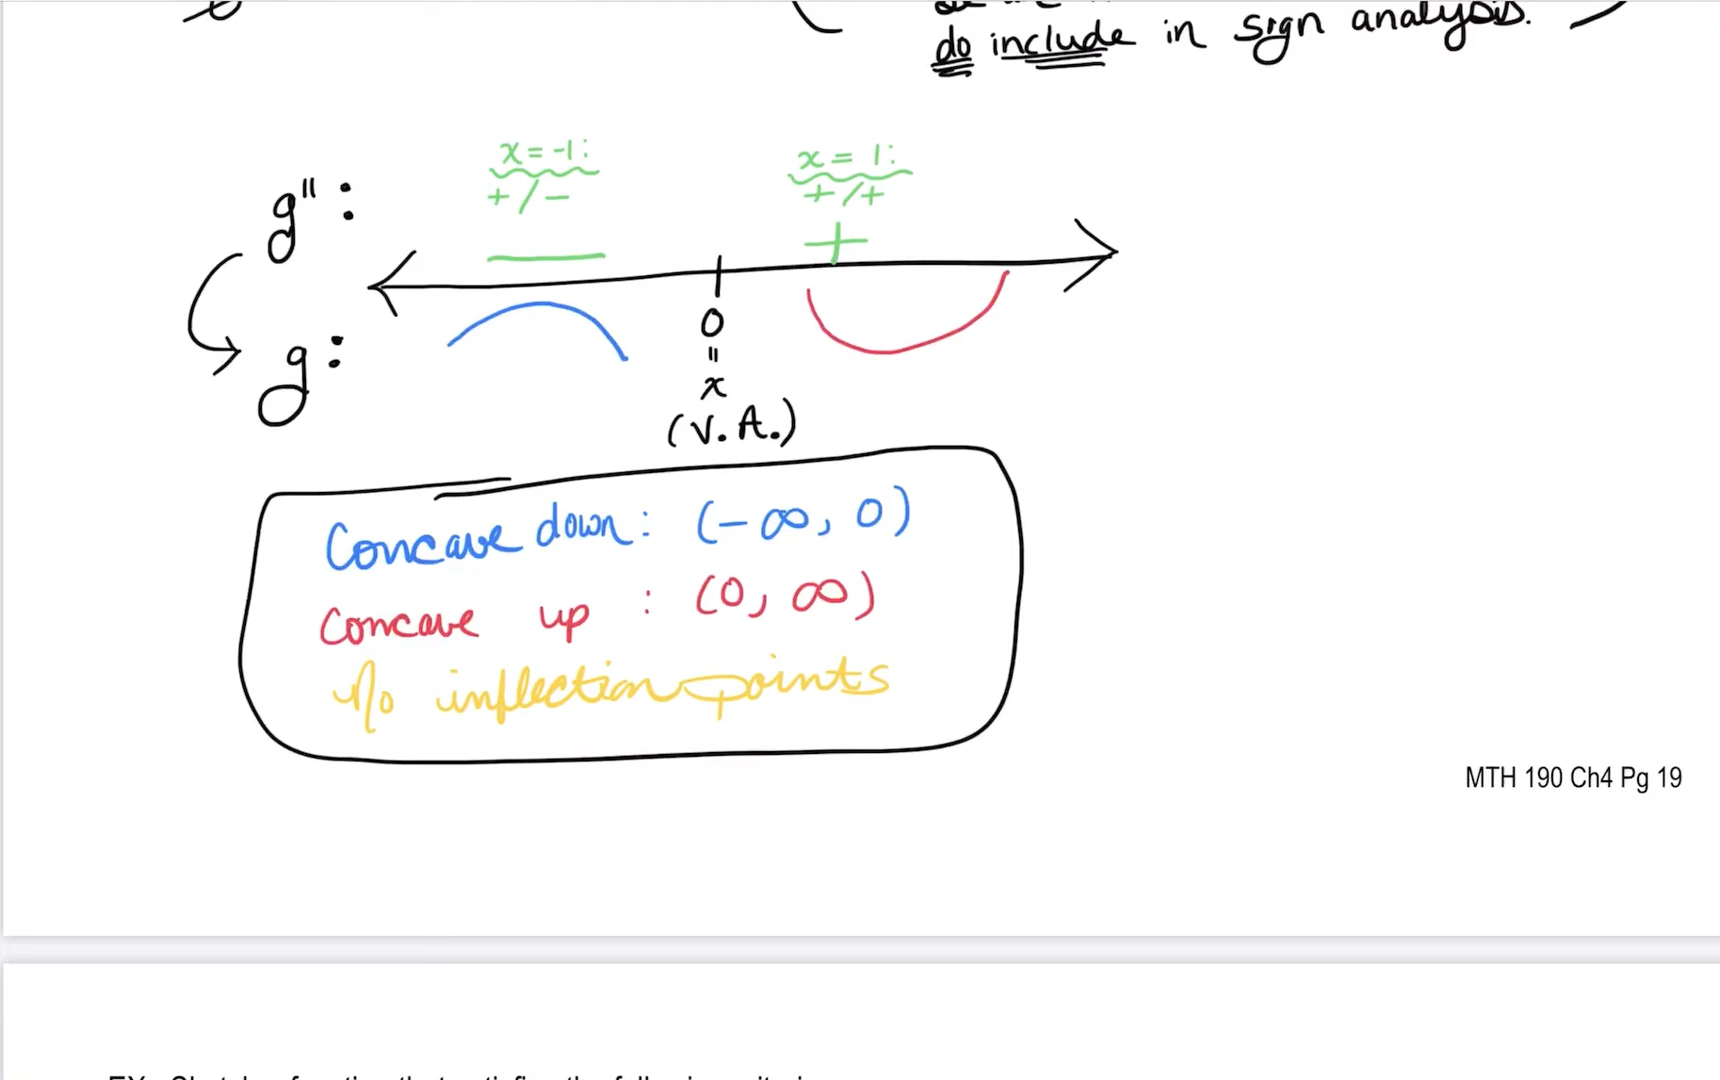 do include in sign analysis.
x = -1:
+/-
x = 1:
+/+
g'':
−
+
g:
0
=
x
(V.A.)
Concave down: (-∞, 0)
Concave up : (0, ∞)
No inflection points
MTH 190 Ch4 Pg 19